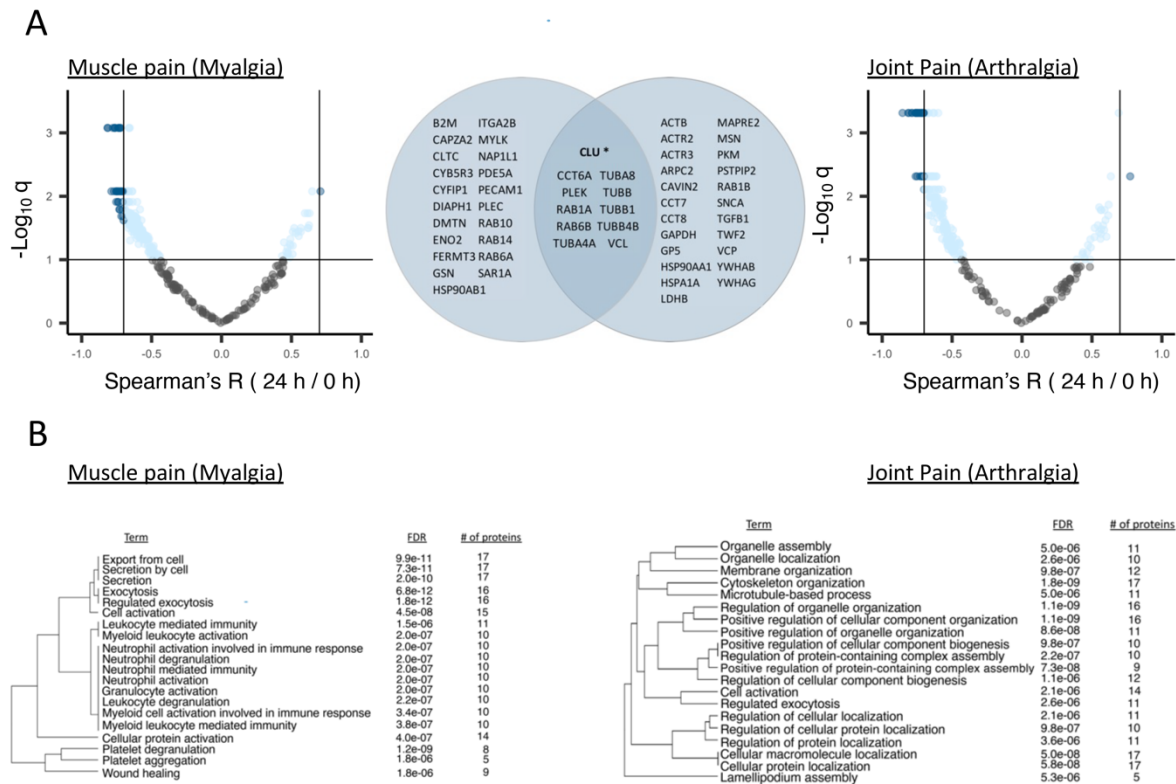 A
Muscle pain (Myalgia)
Joint Pain (Arthralgia)
-Log10 q
3
2
1
0
-1.0 -0.5 0.0 0.5 1.0
Spearman's R ( 24 h / 0 h)
B2M ITGA2B
CAPZA2 MYLK
CLTC NAP1L1
CYB5R3 PDE5A
CYFIP1 PECAM1
DIAPH1 PLEC
DMTN RAB10
ENO2 RAB14
FERMT3 RAB6A
GSN SAR1A
HSP90AB1
CLU *
CCT6A TUBA8
PLEK TUBB
RAB1A TUBB1
RAB6B TUBB4B
TUBA4A VCL
ACTB MAPRE2
ACTR2 MSN
ACTR3 PKM
ARPC2 PSTPIP2
CAVIN2 RAB1B
CCT7 SNCA
CCT8 TGFB1
GAPDH TWF2
GP5 VCP
HSP90AA1 YWHAB
HSPA1A YWHAG
LDHB
-Log10 q
3
2
1
0
-1.0 -0.5 0.0 0.5 1.0
Spearman's R ( 24 h / 0 h)
B
Muscle pain (Myalgia)
Term FDR # of proteins
Export from cell 9.9e-11 17
Secretion by cell 7.3e-11 17
Secretion 2.0e-10 17
Exocytosis 6.8e-12 16
Regulated exocytosis 1.8e-12 16
Cell activation 4.5e-08 15
Leukocyte mediated immunity 1.5e-06 11
Myeloid leukocyte activation 2.0e-07 10
Neutrophil activation involved in immune response 2.0e-07 10
Neutrophil degranulation 2.0e-07 10
Neutrophil mediated immunity 2.0e-07 10
Neutrophil activation 2.0e-07 10
Granulocyte activation 2.0e-07 10
Leukocyte degranulation 2.2e-07 10
Myeloid cell activation involved in immune response 3.4e-07 10
Myeloid leukocyte mediated immunity 3.8e-07 10
Cellular protein activation 4.0e-07 14
Platelet degranulation 1.2e-09 8
Platelet aggregation 1.8e-06 5
Wound healing 1.8e-06 9
Joint Pain (Arthralgia)
Term FDR # of proteins
Organelle assembly 5.0e-06 11
Organelle localization 2.6e-06 10
Membrane organization 9.8e-07 12
Cytoskeleton organization 1.8e-09 17
Microtubule-based process 5.0e-06 11
Regulation of organelle organization 1.1e-09 16
Positive regulation of cellular component organization 1.1e-09 16
Positive regulation of organelle organization 8.6e-08 11
Positive regulation of cellular component biogenesis 9.8e-07 10
Regulation of protein-containing complex assembly 2.2e-07 10
Positive regulation of protein-containing complex assembly 7.3e-08 9
Regulation of cellular component biogenesis 1.1e-06 12
Cell activation 2.1e-06 14
Regulated exocytosis 2.6e-06 11
Regulation of cellular localization 2.1e-06 11
Regulation of cellular protein localization 9.8e-07 10
Regulation of protein localization 3.6e-06 11
Cellular macromolecule localization 5.0e-08 17
Cellular protein localization 5.8e-08 17
Lamellipodium assembly 5.3e-08 5